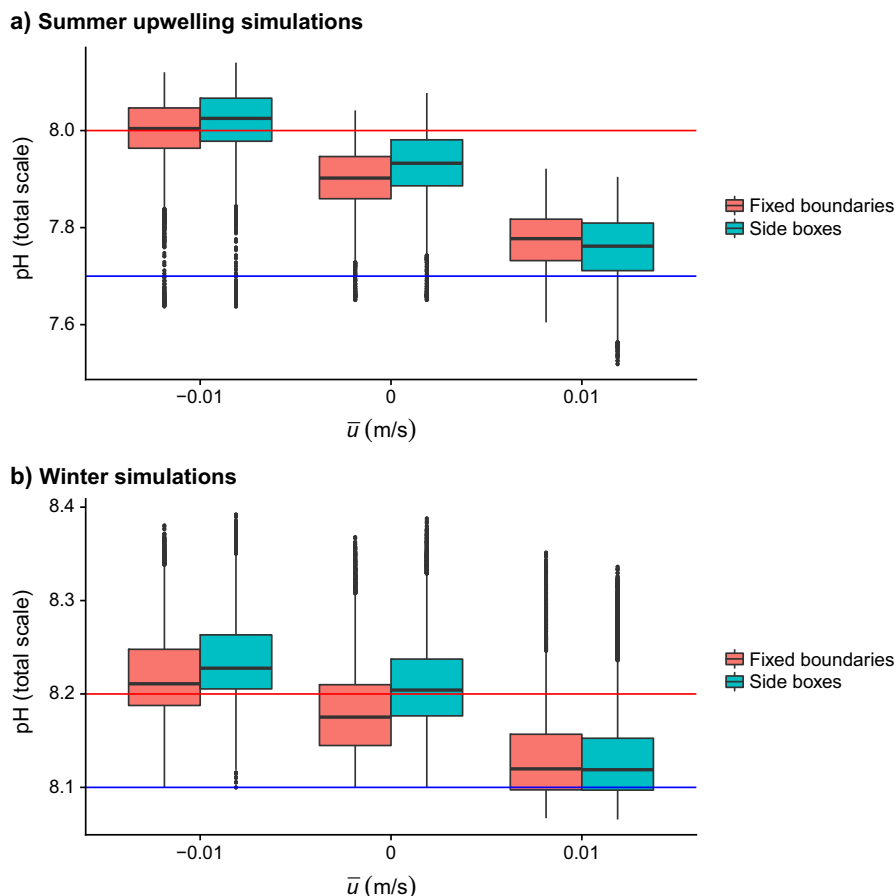 a) Summer upwelling simulations
pH (total scale)
8.0
7.8
7.6
−0.01
0
0.01
u̅ (m/s)
Fixed boundaries
Side boxes
b) Winter simulations
pH (total scale)
8.4
8.3
8.2
8.1
−0.01
0
0.01
u̅ (m/s)
Fixed boundaries
Side boxes